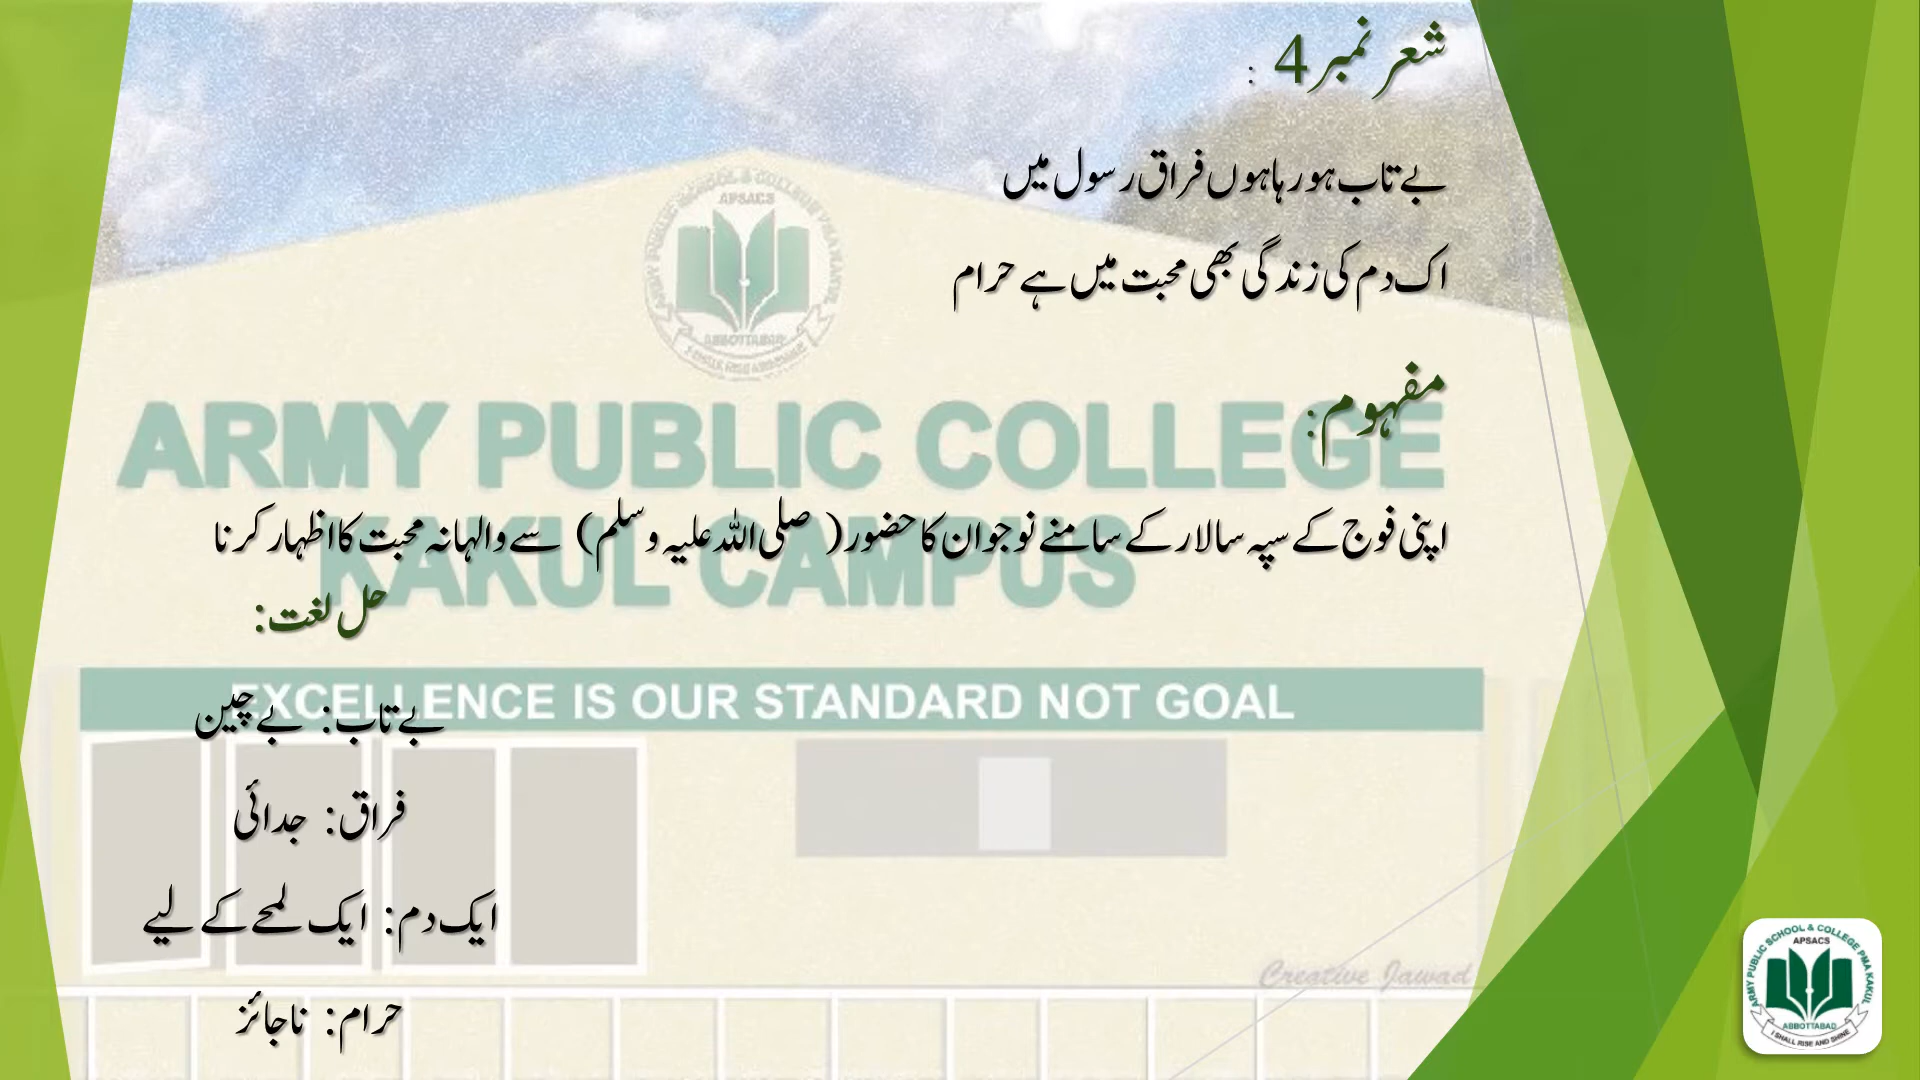 شعر نمبر 4 :
بے تاب ہو رہا ہوں فراق رسول میں
اک دم کی زندگی بھی محبت میں ہے حرام
مفہوم:
اپنی فوج کے سپہ سالار کے سامنے نوجوان کا حضور( صلی اللہ علیہ وسلم) سے والہانہ محبت کا اظہار کرنا
حل لغت:
بے تاب: بے چین
فراق: جدائی
ایک دم: ایک لمحے کے لیے
حرام: ناجائز
APSACS
ABBOTTABAD
ARMY PUBLIC COLLEGE
KAKUL CAMPUS
EXCELLENCE IS OUR STANDARD NOT GOAL
Creative Jawad
ARMY PUBLIC SCHOOL & COLLEGE PMA KAKUL
APSACS
ABBOTTABAD
I SHALL RISE AND SHINE